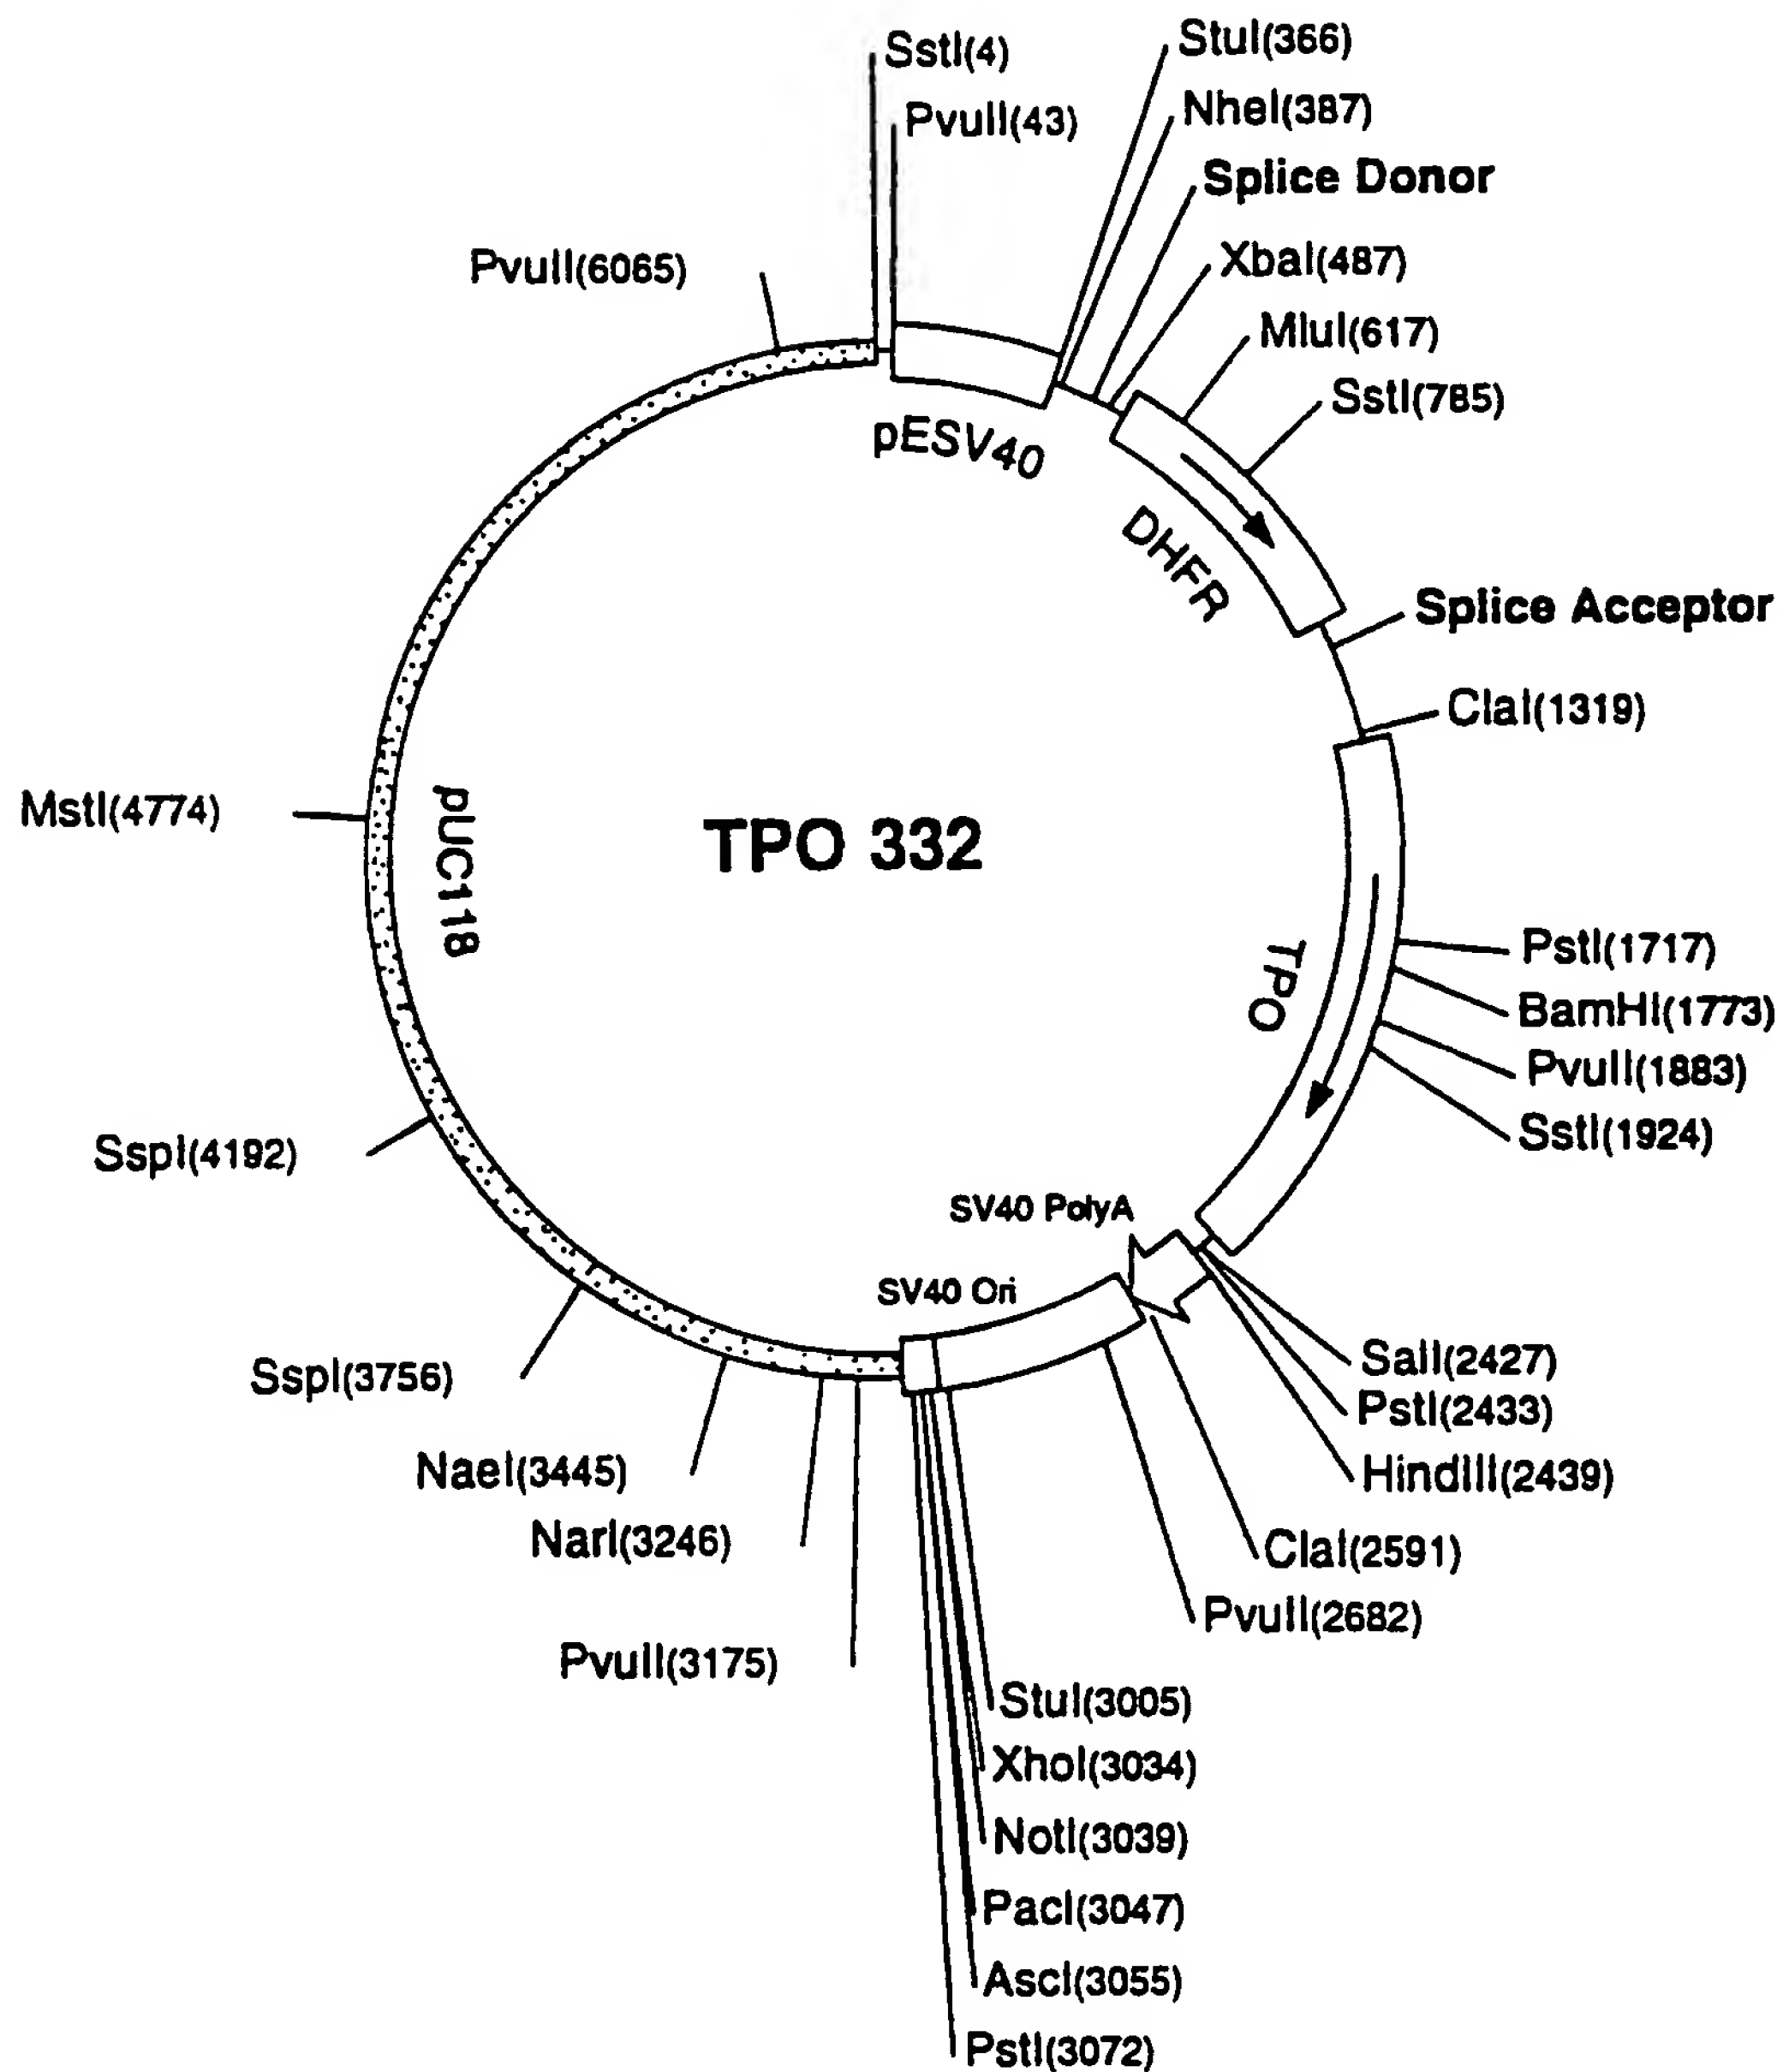 SstI(4)
PvuII(43)
StuI(366)
NheI(387)
Splice Donor
XbaI(487)
MluI(617)
SstI(785)
Splice Acceptor
ClaI(1319)
PstI(1717)
BamHI(1773)
PvuII(1883)
SstI(1924)
SalI(2427)
PstI(2433)
HindIII(2439)
ClaI(2591)
PvuII(2682)
StuI(3005)
XhoI(3034)
NotI(3039)
PacI(3047)
AscI(3055)
PstI(3072)
PvuII(3175)
NarI(3246)
NaeI(3445)
SspI(3756)
SspI(4192)
MstI(4774)
PvuII(6065)
pESV40
DHFR
TPO
SV40 PolyA
SV40 Ori
pUC118
TPO 332